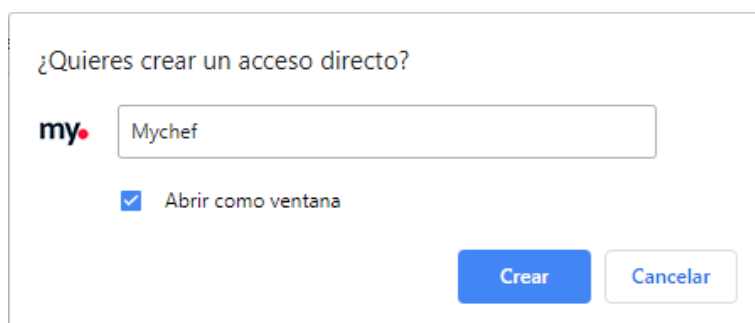 ¿Quieres crear un acceso directo?
my.
Mychef
Abrir como ventana
Crear
Cancelar